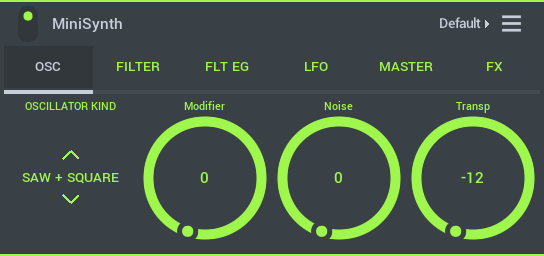 MiniSynth
Default
OSC FILTER FLT EG LFO MASTER FX
OSCILLATOR KIND Modifier Noise Transp
SAW + SQUARE 0 0 -12